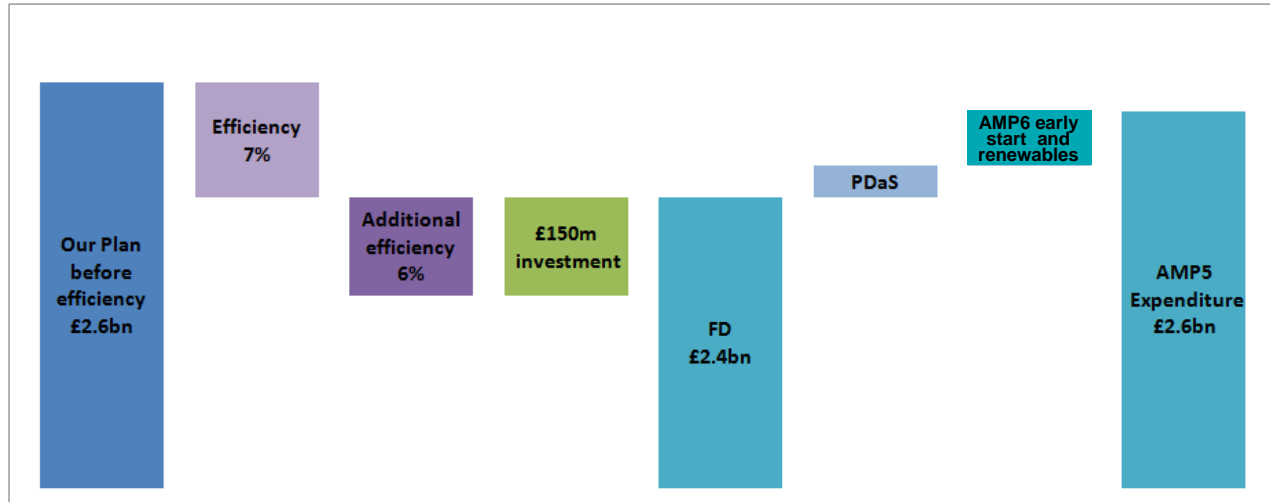 Our Plan
before
efficiency
£2.6bn
Efficiency
7%
Additional
efficiency
6%
£150m
investment
FD
£2.4bn
PDaS
AMP6 early
start and
renewables
AMP5
Expenditure
£2.6bn